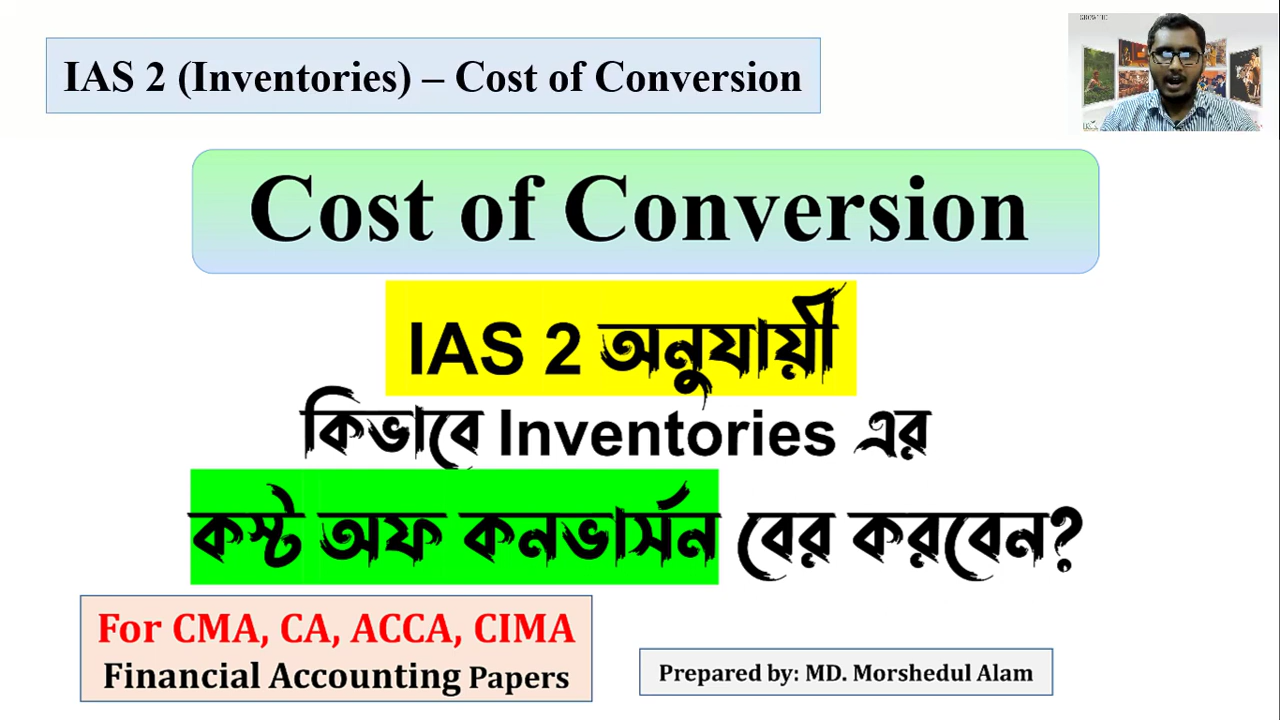 IAS 2 (Inventories) – Cost of Conversion
Cost of Conversion
IAS 2 অনুযায়ী
কিভাবে Inventories এর
কস্ট অফ কনভার্সন বের করবেন?
For CMA, CA, ACCA, CIMA
Financial Accounting Papers
Prepared by: MD. Morshedul Alam